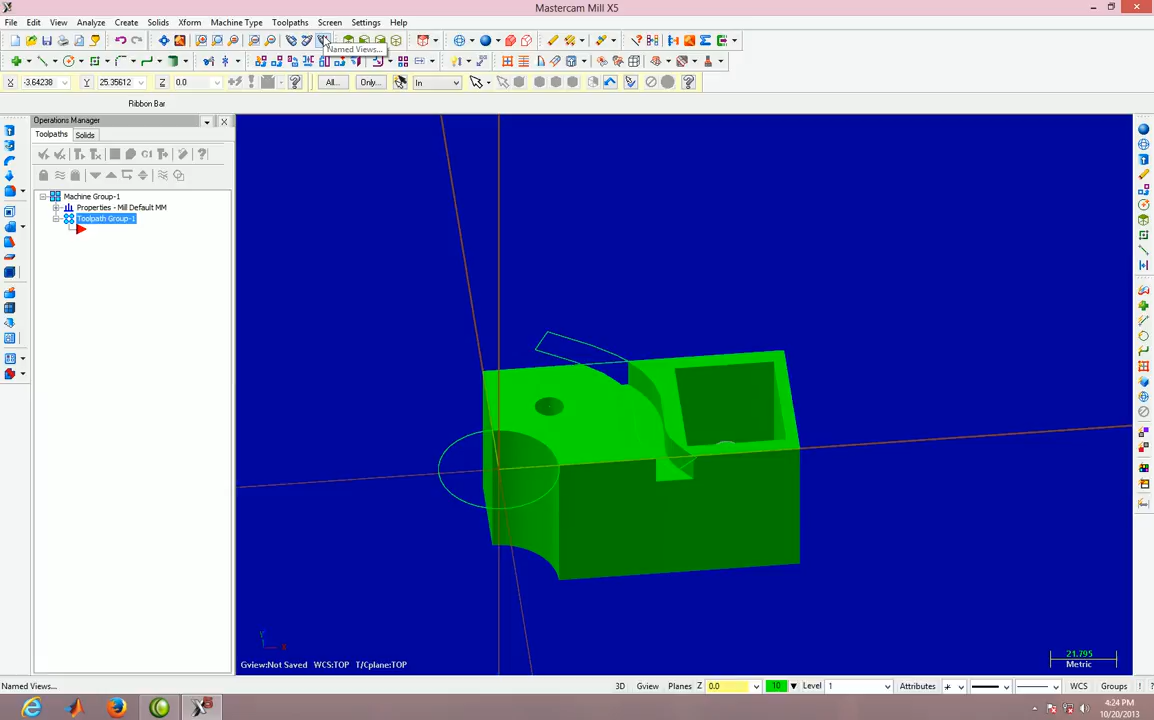 Mastercam Mill X5
File Edit View Analyze Create Solids Xform Machine Type Toolpaths Screen Settings Help
Named Views...
X -3.64238 Y 25.35612 Z 0.0 All... Only... In
Ribbon Bar
Operations Manager
Toolpaths Solids
G1
Machine Group-1
Properties - Mill Default MM
Toolpath Group-1
Y
X
Gview:Not Saved WCS:TOP T/Cplane:TOP
21.795
Metric
Named Views... 3D Gview Planes Z 0.0 10 Level 1 Attributes WCS Groups ! ?
4:24 PM
10/20/2013